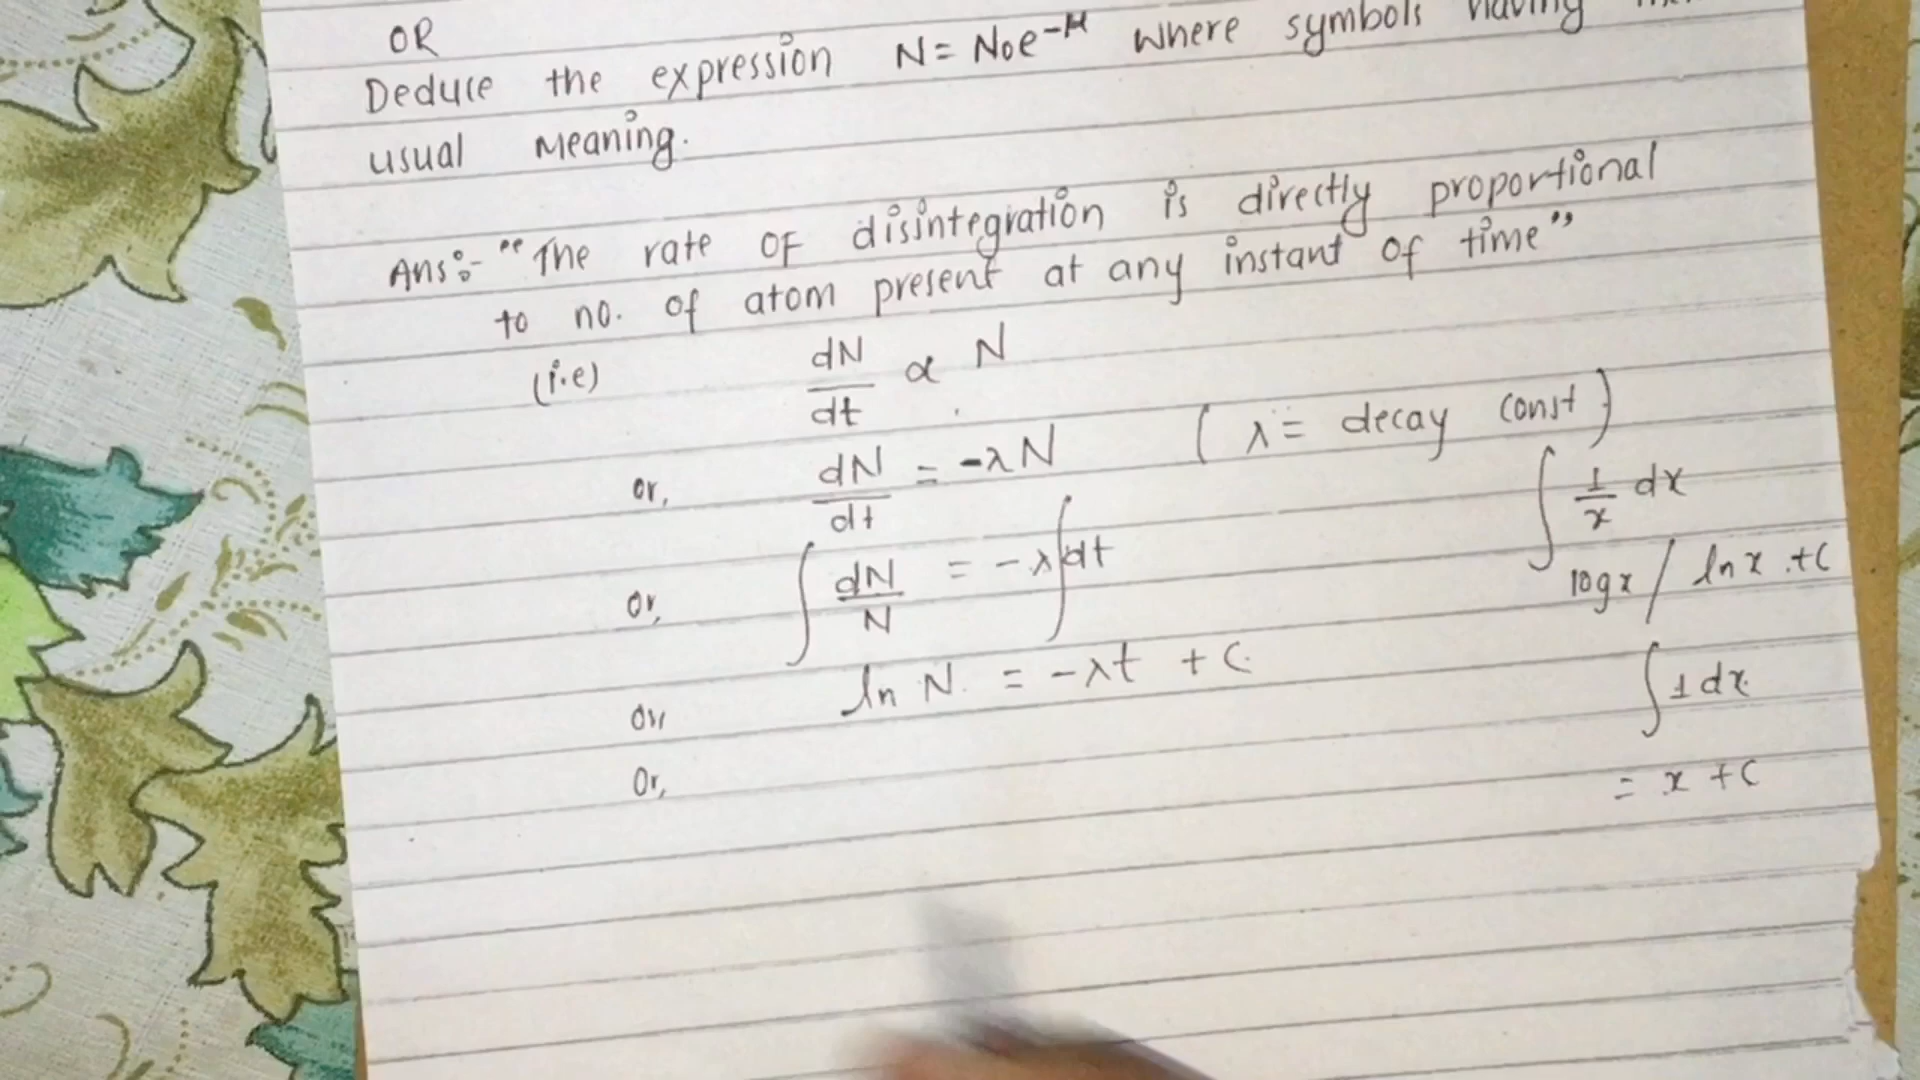 OR
Deduce the expression N = N₀e^-λt where symbols having
usual meaning.
Ans:- "The rate of disintegration is directly proportional
to no. of atom present at any instant of time"
(i.e) dN/dt ∝ N
or, dN/dt = -λN (λ = decay const)
or, ∫ dN/N = -λ∫dt
or, ln N = -λt + C
Or,
∫ 1/x dx
log x / ln x + C
∫ 1 dx
= x + C